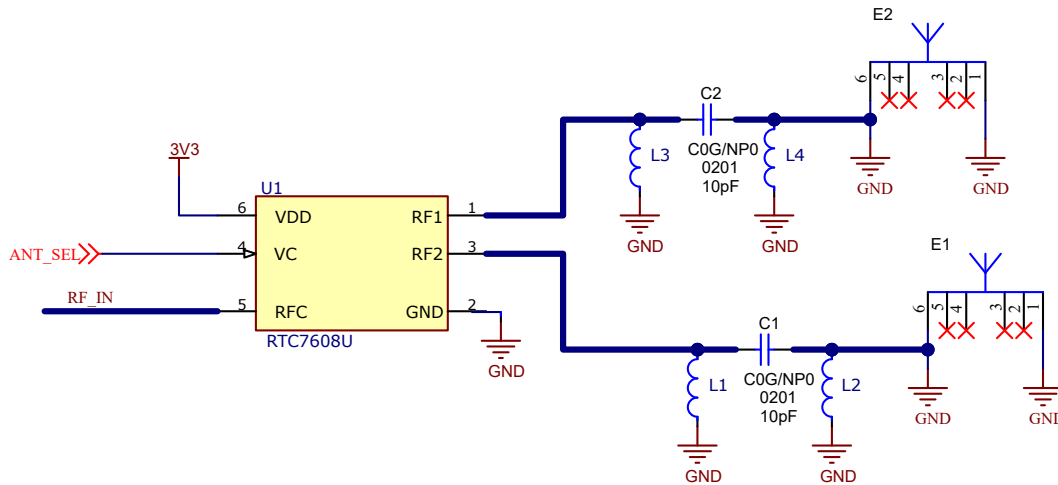 E2
6
5
4
3
2
1
C2
L3
C0G/NP0
0201
10pF
L4
GND
GND
GND
GND
3V3
U1
6
VDD
RF1
1
ANT_SEL
4
VC
RF2
3
RF_IN
5
RFC
GND
2
RTC7608U
GND
E1
6
5
4
3
2
1
C1
L1
C0G/NP0
0201
10pF
L2
GND
GND
GND
GND